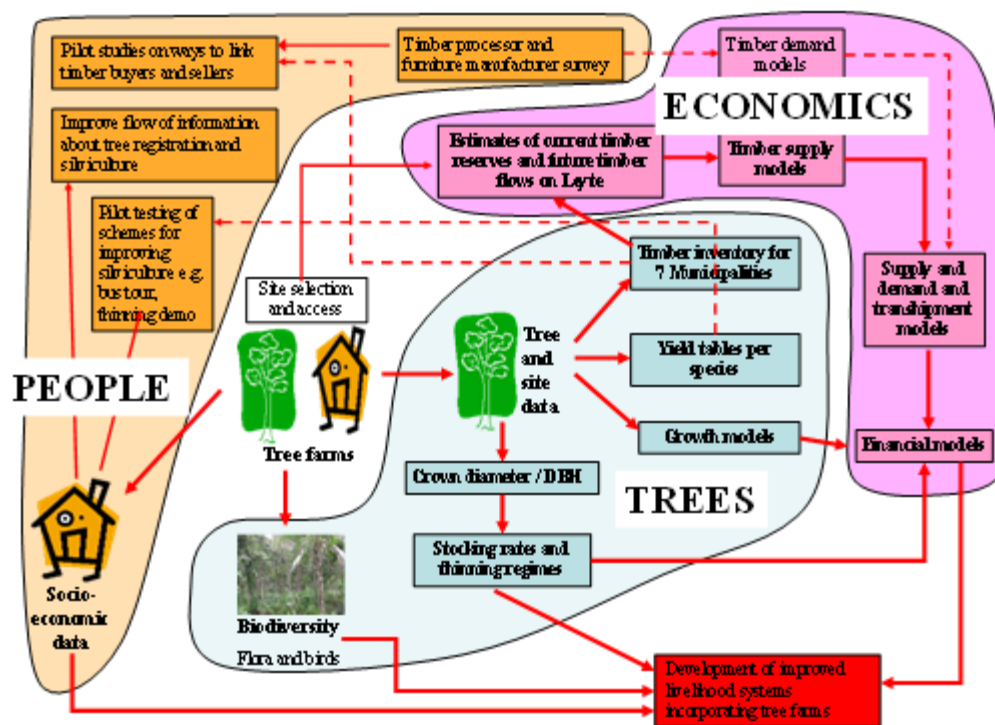 Pilot studies on ways to link
timber buyers and sellers
Timber processor and
furniture manufacturer survey
Timber demand
models
ECONOMICS
Improve flow of information
about tree registration and
silviculture
Estimates of current timber
reserves and future timber
flows on Leyte
Timber supply
models
Pilot testing of
schemes for
improving
silviculture e.g.
bus tour,
thinning demo
Site selection
and access
Timber inventory for
7 Municipalities
Supply and
demand and
transhipment
models
PEOPLE
Tree
and
site
data
Yield tables per
species
Tree farms
Growth models
Financial models
Crown diameter / DBH
TREES
Stocking rates and
thinning regimes
Socio-
economic
data
Biodiversity
Flora and birds
Development of improved
livelihood systems
incorporating tree farms